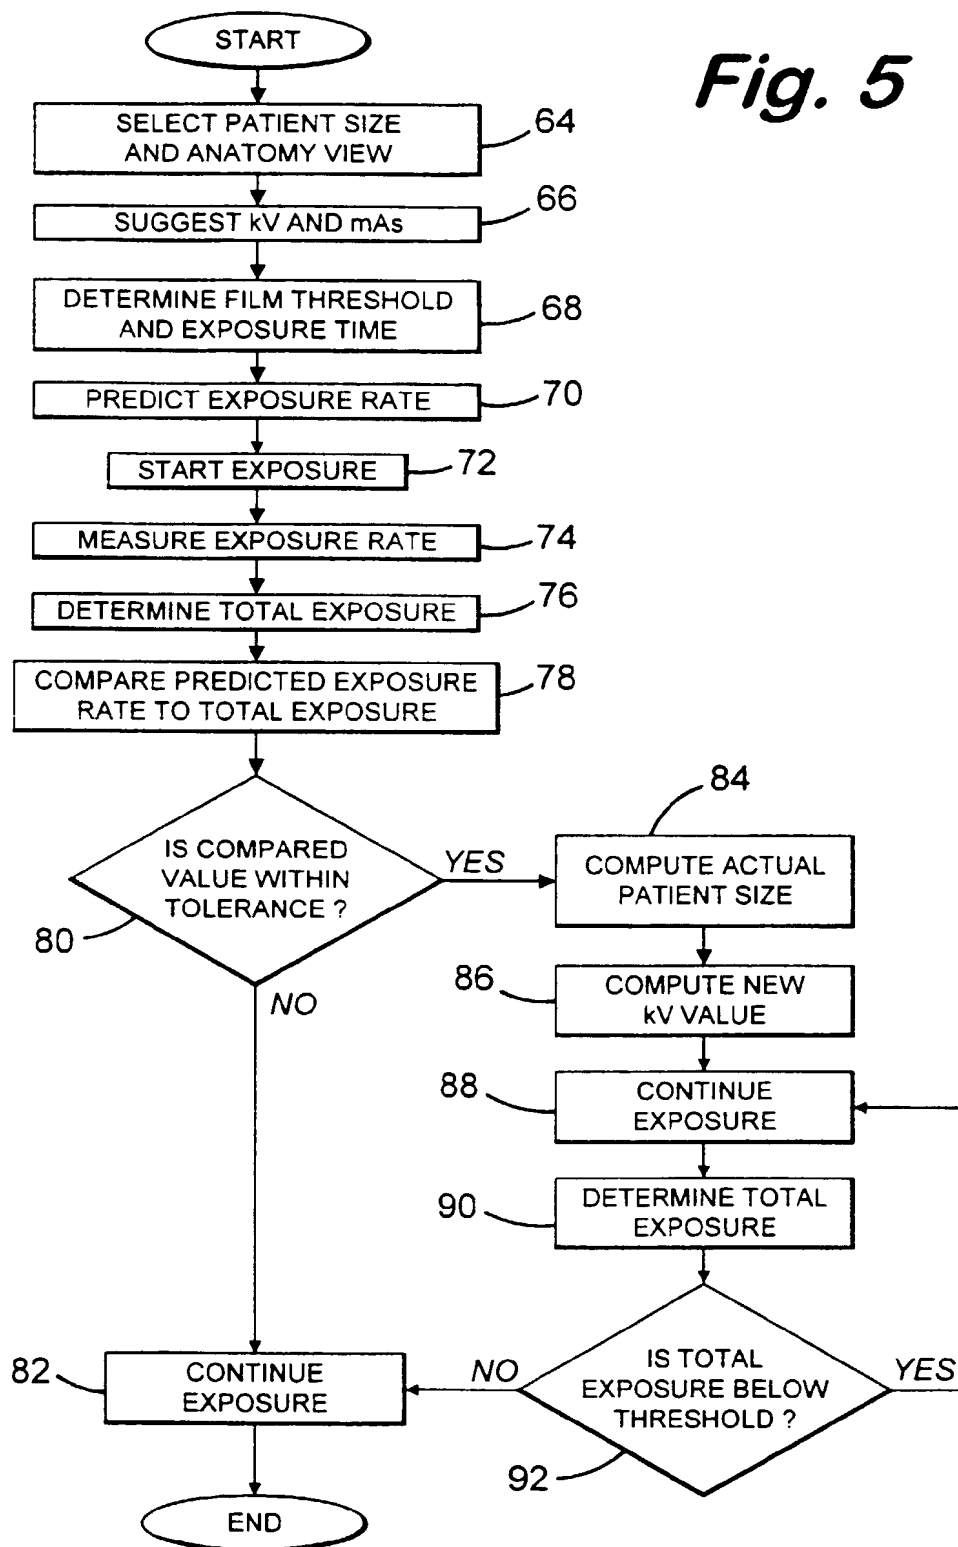 START
Fig. 5
SELECT PATIENT SIZE
AND ANATOMY VIEW
64
SUGGEST kV AND mAs
66
DETERMINE FILM THRESHOLD
AND EXPOSURE TIME
68
PREDICT EXPOSURE RATE
70
START EXPOSURE
72
MEASURE EXPOSURE RATE
74
DETERMINE TOTAL EXPOSURE
76
COMPARE PREDICTED EXPOSURE
RATE TO TOTAL EXPOSURE
78
IS COMPARED
VALUE WITHIN
TOLERANCE ?
80
YES
NO
84
COMPUTE ACTUAL
PATIENT SIZE
86
COMPUTE NEW
kV VALUE
88
CONTINUE
EXPOSURE
90
DETERMINE TOTAL
EXPOSURE
IS TOTAL
EXPOSURE BELOW
THRESHOLD ?
92
NO
YES
82
CONTINUE
EXPOSURE
END